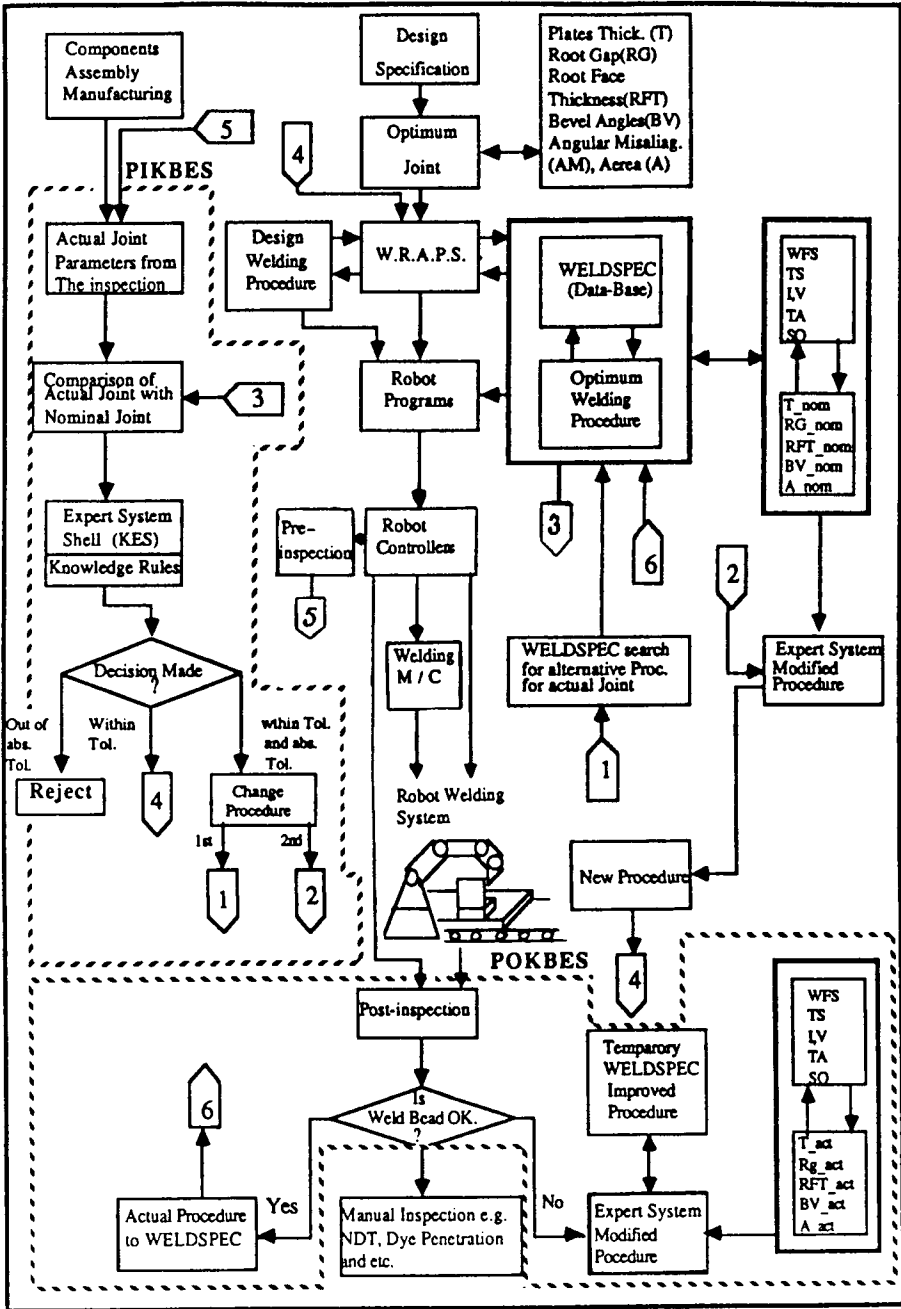 Components
Assembly
Manufacturing
Design
Specification
Plates Thick. (T)
Root Gap(RG)
Root Face
Thickness(RFT)
Bevel Angles(BV)
Angular Misaliag.
(AM), Aerea (A)
5
4
Optimum
Joint
PIKBES
Actual Joint
Parameters from
The inspection
Design
Welding
Procedure
W.R.A.P.S.
WELDSPEC
(Data-Base)
WFS
TS
I,V
TA
SO
Comparison of
Actual Joint with
Nominal Joint
3
Robot
Programs
Optimum
Welding
Procedure
T_nom
RG_nom
RFT_nom
BV_nom
A_nom
Expert System
Shell (KES)
Knowledge Rules
Pre-
inspection
Robot
Controllers
3
6
2
5
Decision Made
?
Welding
M / C
WELDSPEC search
for alternative Proc.
for actual Joint
Expert System
Modified
Procedure
Out of
abs.
Tol.
Within
Tol.
wthin Tol.
and abs.
Tol.
Reject
4
Change
Procedure
1
Robot Welding
System
1st
2nd
1
2
New Procedure
POKBES
4
Post-inspection
Temparory
WELDSPEC
Improved
Procedure
WFS
TS
I,V
TA
SO
6
Is
Weld Bead OK.
?
T_act
Rg_act
RFT_act
BV_act
A_act
Yes
No
Actual Procedure
to WELDSPEC
Manual Inspection e.g.
NDT, Dye Penetration
and etc.
Expert System
Modified
Pocedure